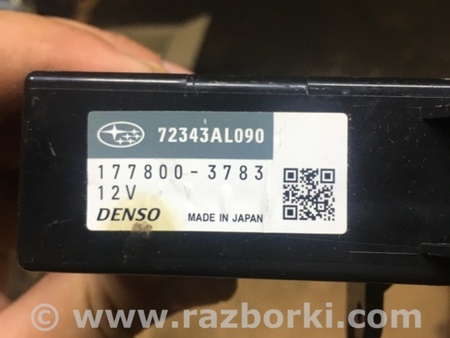 72343AL090
177800-3783
12V
DENSO MADE IN JAPAN
© www.razborki.com